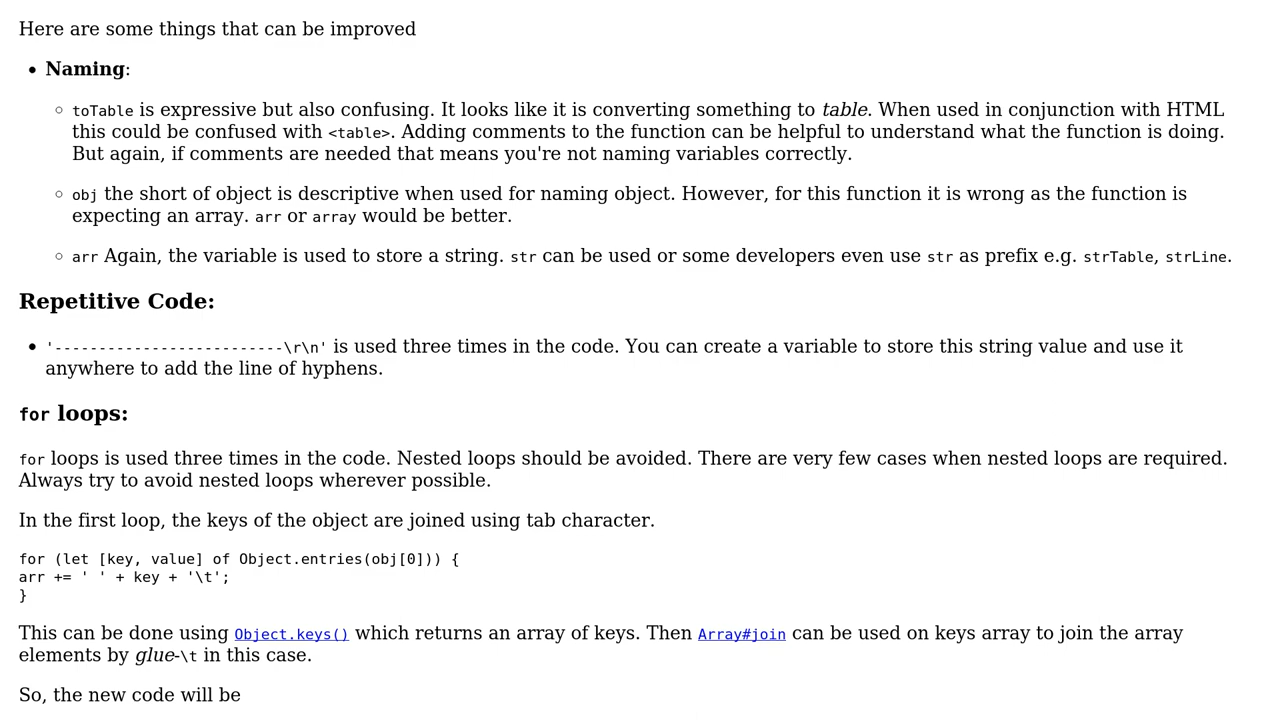 Here are some things that can be improved
• Naming:
◦ toTable is expressive but also confusing. It looks like it is converting something to table. When used in conjunction with HTML
this could be confused with <table>. Adding comments to the function can be helpful to understand what the function is doing.
But again, if comments are needed that means you're not naming variables correctly.
◦ obj the short of object is descriptive when used for naming object. However, for this function it is wrong as the function is
expecting an array. arr or array would be better.
◦ arr Again, the variable is used to store a string. str can be used or some developers even use str as prefix e.g. strTable, strLine.
Repetitive Code:
• '--------------------------\r\n' is used three times in the code. You can create a variable to store this string value and use it
anywhere to add the line of hyphens.
for loops:
for loops is used three times in the code. Nested loops should be avoided. There are very few cases when nested loops are required.
Always try to avoid nested loops wherever possible.
In the first loop, the keys of the object are joined using tab character.
for (let [key, value] of Object.entries(obj[0])) {
arr += ' ' + key + '\t';
}
This can be done using Object.keys() which returns an array of keys. Then Array#join can be used on keys array to join the array
elements by glue-\t in this case.
So, the new code will be